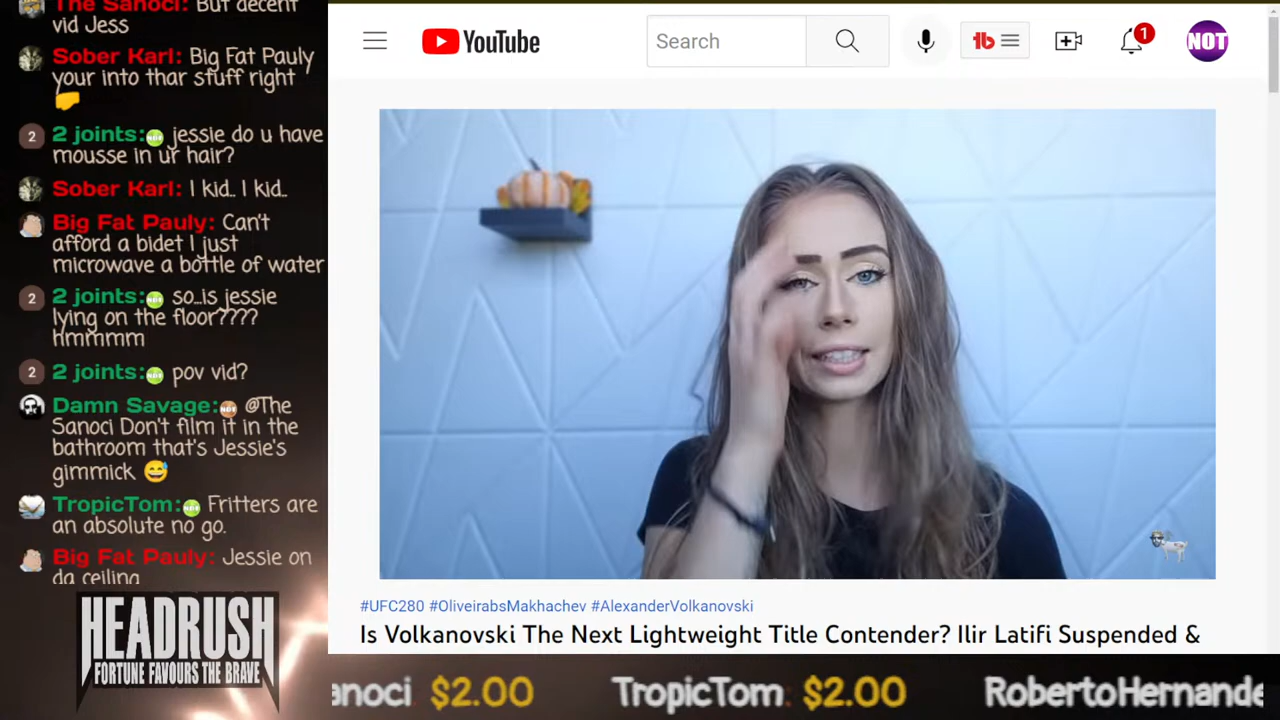 The Sanoci: But decent
vid Jess
Sober Karl: Big Fat Pauly
your into thar stuff right
2 2 joints: jessie do u have
mousse in ur hair?
Sober Karl: I kid.. I kid..
Big Fat Pauly: Can't
afford a bidet I just
microwave a bottle of water
2 2 joints: so...is jessie
lying on the floor????
hmmmm
2 2 joints: pov vid?
Damn Savage: @The
Sanoci Don't film it in the
bathroom that's Jessie's
gimmick
TropicTom: Fritters are
an absolute no go.
Big Fat Pauly: Jessie on
da ceiling
HEADRUSH
FORTUNE FAVOURS THE BRAVE
YouTube
Search
tb
1
NOT
#UFC280 #OliveirabsMakhachev #AlexanderVolkanovski
Is Volkanovski The Next Lightweight Title Contender? Ilir Latifi Suspended &
anoci $2.00 TropicTom: $2.00 RobertoHernande